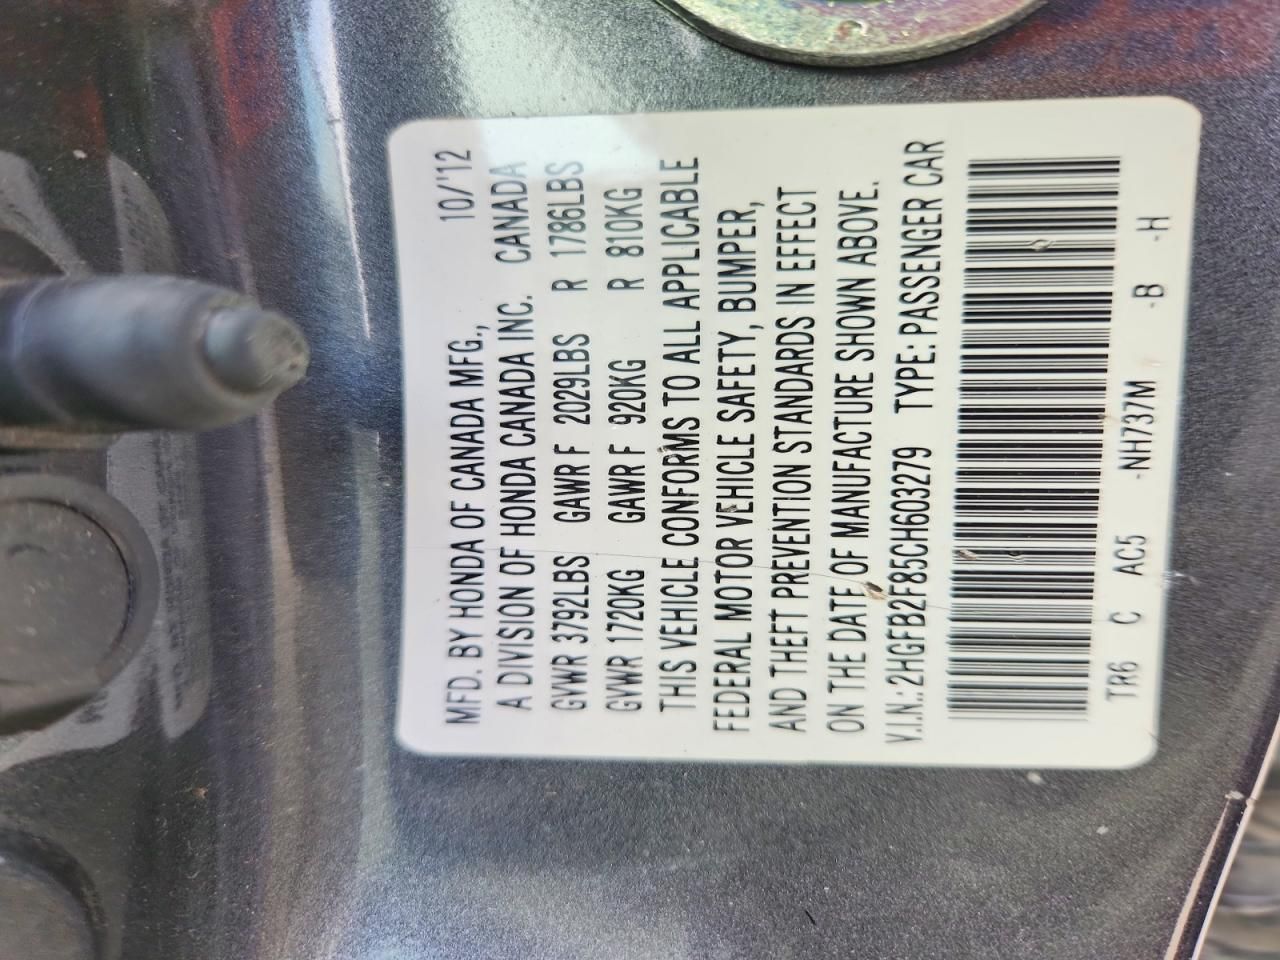 MFD. BY HONDA OF CANADA MFG., 10/'12
A DIVISION OF HONDA CANADA INC. CANADA
GVWR 3792LBS GAWR F 2029LBS R 1786LBS
GVWR 1720KG GAWR F 920KG R 810KG
THIS VEHICLE CONFORMS TO ALL APPLICABLE
FEDERAL MOTOR VEHICLE SAFETY, BUMPER,
AND THEFT PREVENTION STANDARDS IN EFFECT
ON THE DATE OF MANUFACTURE SHOWN ABOVE.
V.I.N.: 2HGFB2F85CH603279 TYPE: PASSENGER CAR
TR6 C AC5 -NH737M -B -H